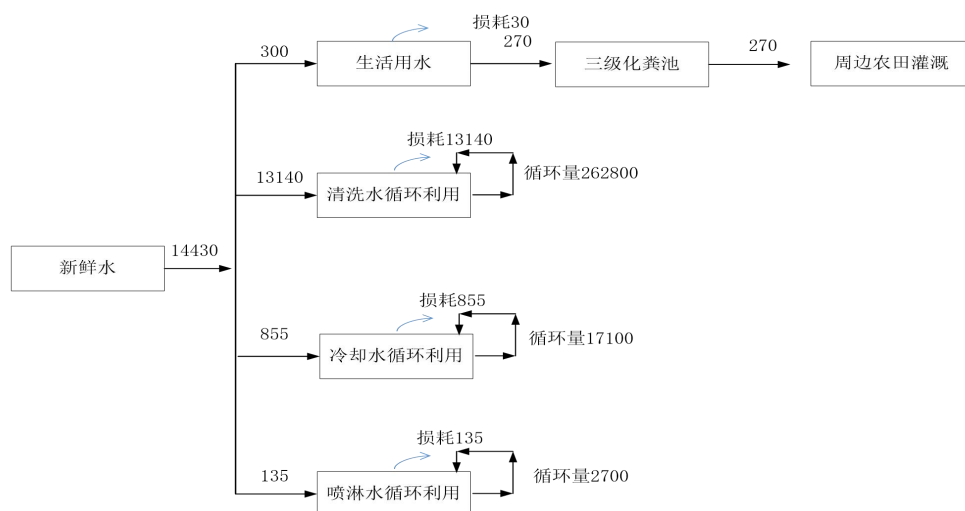 损耗30
300
生活用水
270
三级化粪池
270
周边农田灌溉
损耗13140
13140
清洗水循环利用
循环量262800
新鲜水
14430
损耗855
855
冷却水循环利用
循环量17100
损耗135
135
喷淋水循环利用
循环量2700